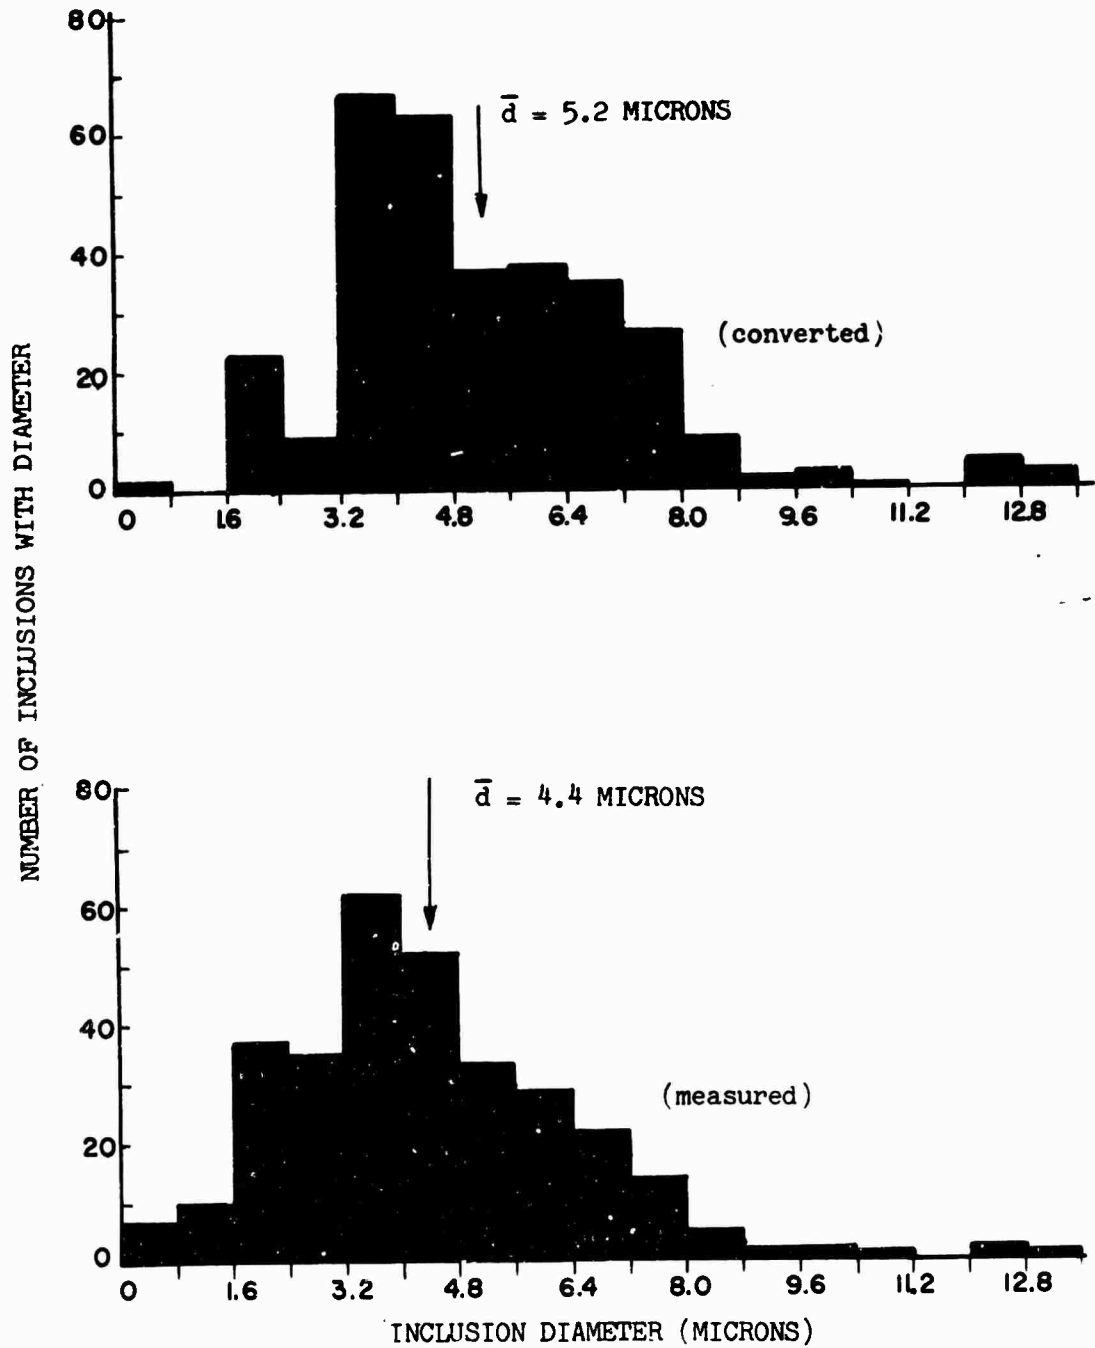 NUMBER OF INCLUSIONS WITH DIAMETER
80
60
40
20
0
d̄ = 5.2 MICRONS
(converted)
0 1.6 3.2 4.8 6.4 8.0 9.6 11.2 12.8
80
60
40
20
0
d̄ = 4.4 MICRONS
(measured)
0 1.6 3.2 4.8 6.4 8.0 9.6 11.2 12.8
INCLUSION DIAMETER (MICRONS)